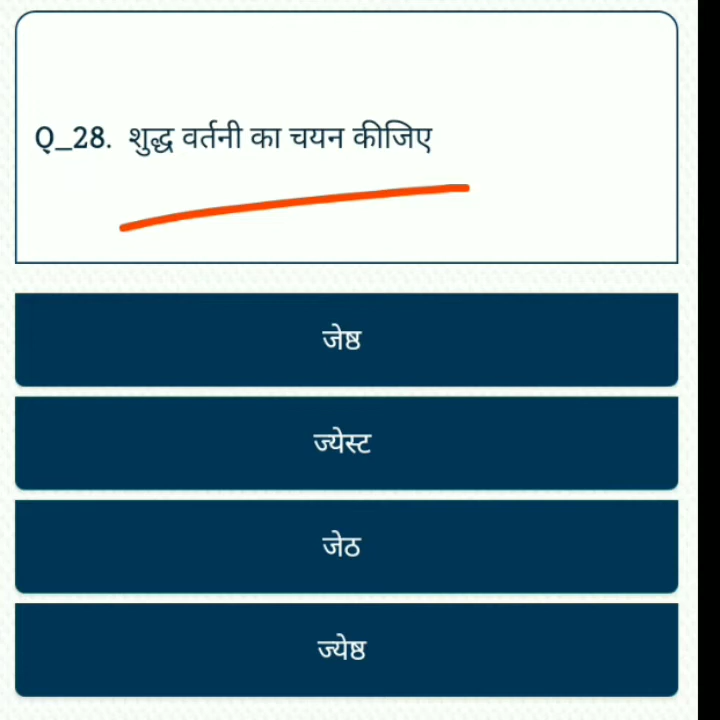 Q_28. शुद्ध वर्तनी का चयन कीजिए
जेष्ठ
ज्येस्ट
जेठ
ज्येष्ठ